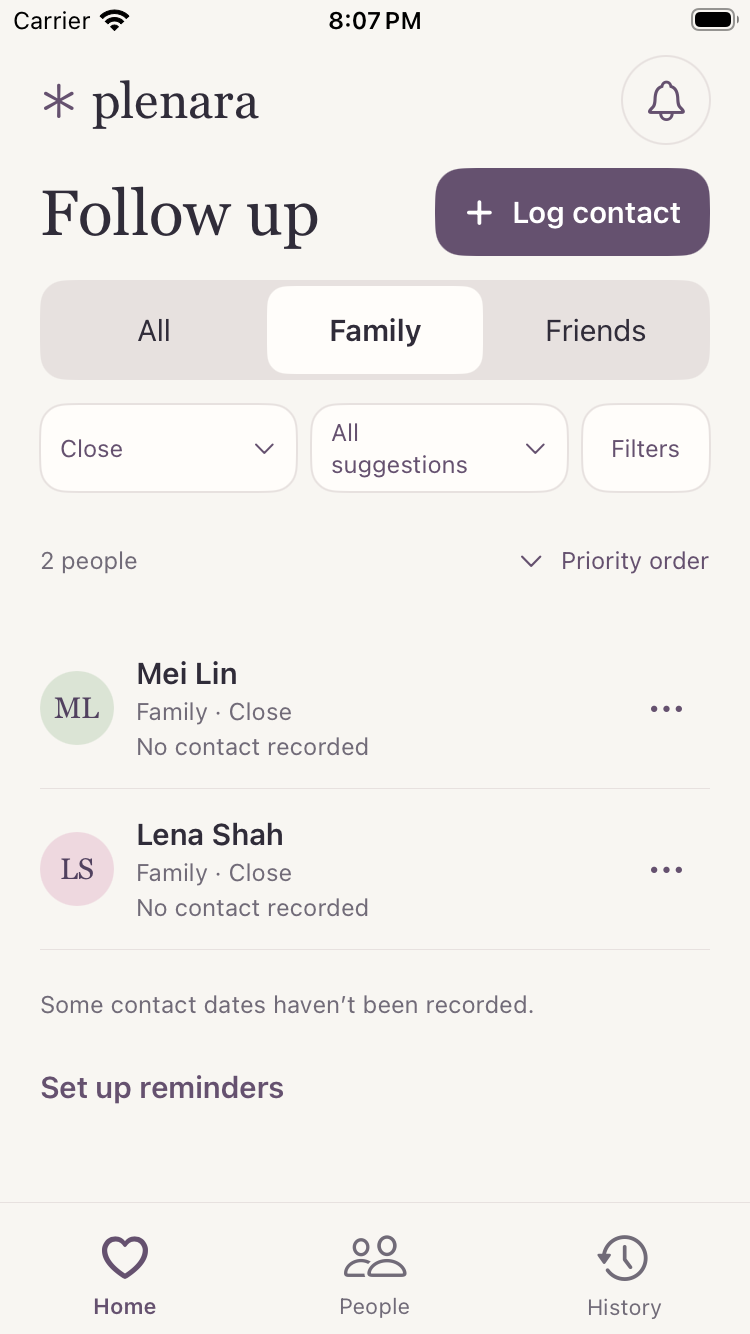 Carrier 8:07 PM
plenara
Follow up
+ Log contact
All Family Friends
Close
All
suggestions
Filters
2 people
Priority order
ML
Mei Lin
Family · Close
No contact recorded
LS
Lena Shah
Family · Close
No contact recorded
Some contact dates haven’t been recorded.
Set up reminders
Home People History